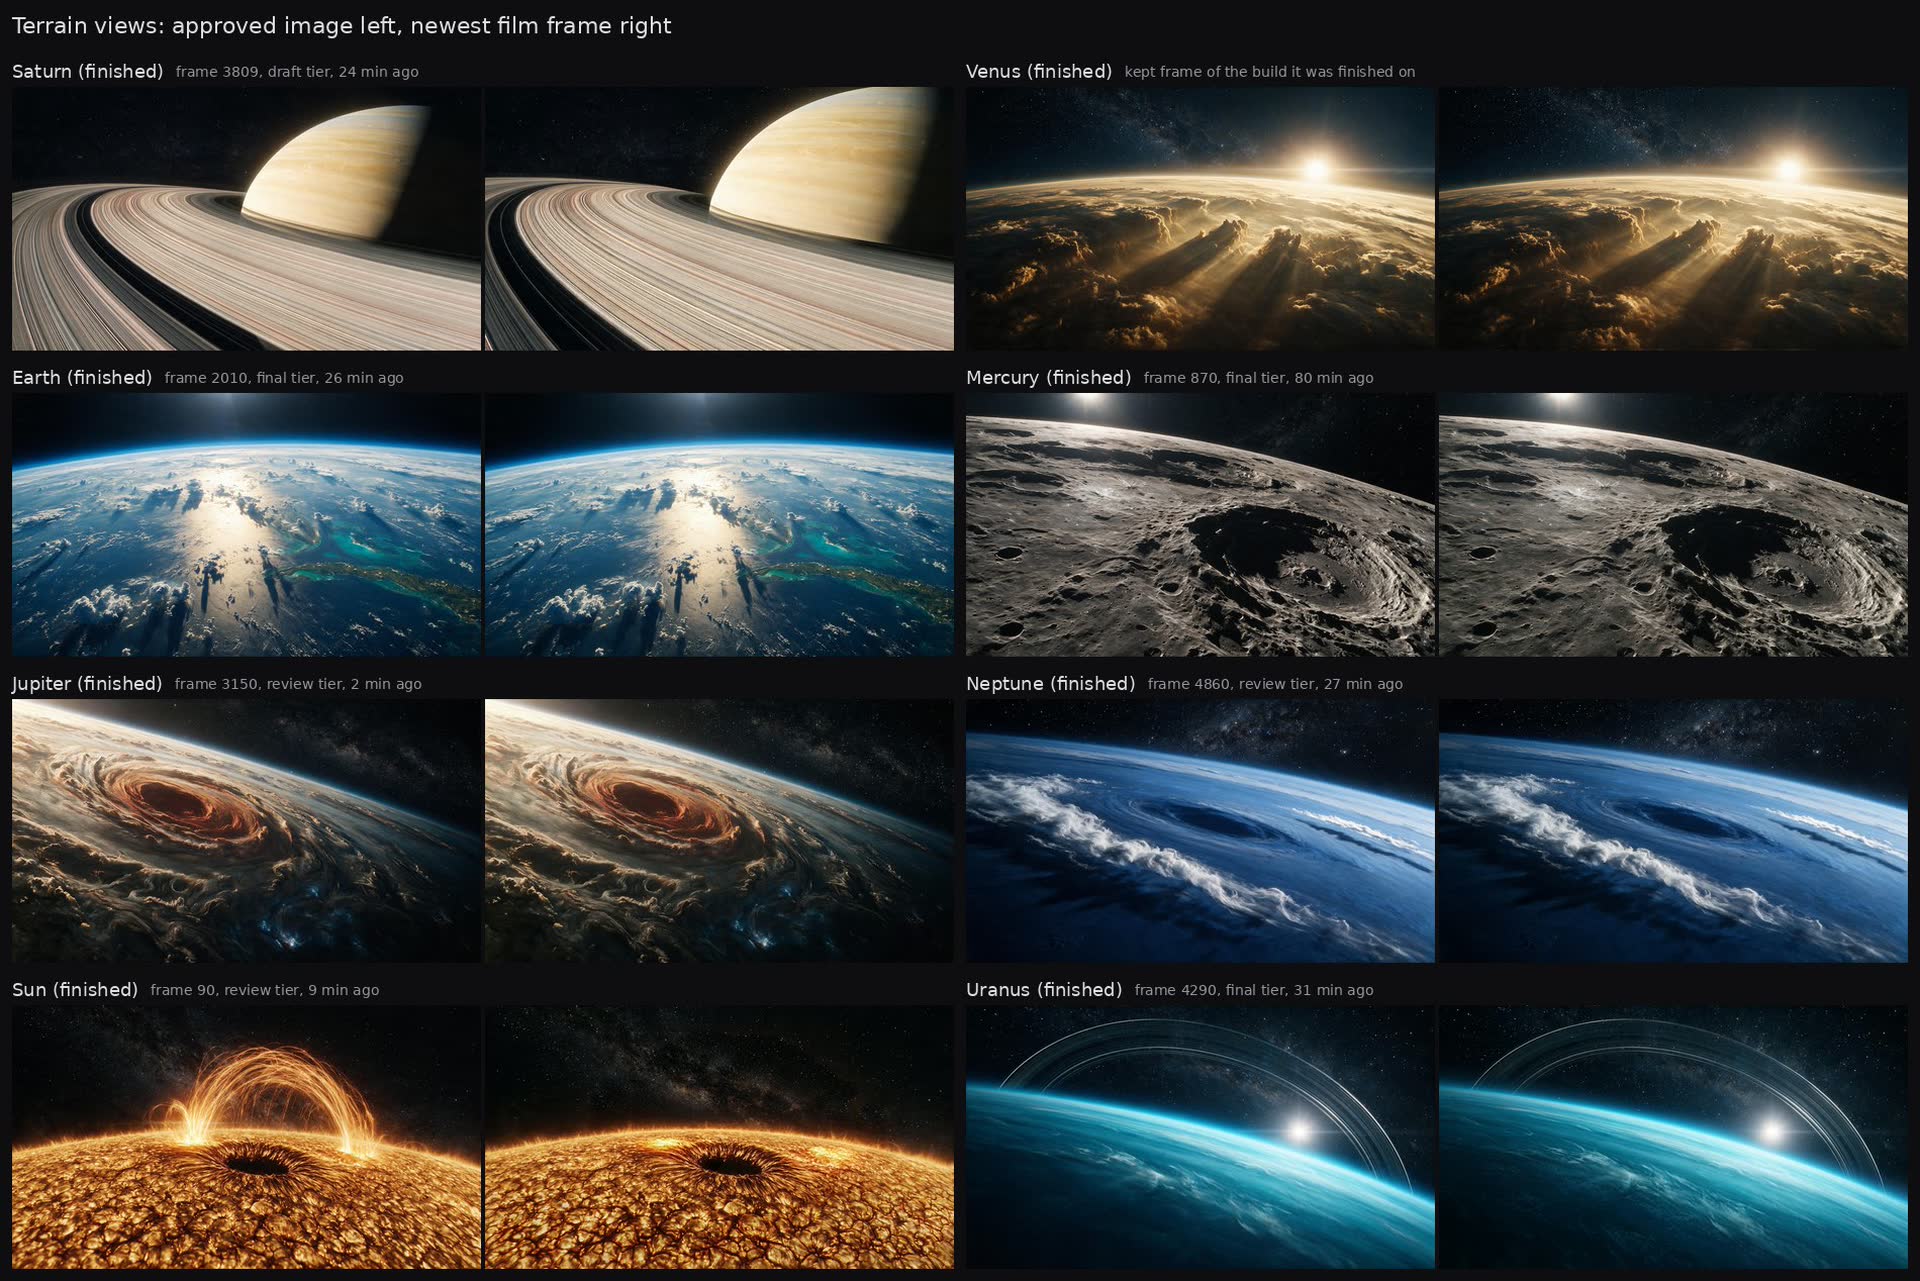 Terrain views: approved image left, newest film frame right
Saturn (finished) frame 3809, draft tier, 24 min ago
Venus (finished) kept frame of the build it was finished on
Earth (finished) frame 2010, final tier, 26 min ago
Mercury (finished) frame 870, final tier, 80 min ago
Jupiter (finished) frame 3150, review tier, 2 min ago
Neptune (finished) frame 4860, review tier, 27 min ago
Sun (finished) frame 90, review tier, 9 min ago
Uranus (finished) frame 4290, final tier, 31 min ago